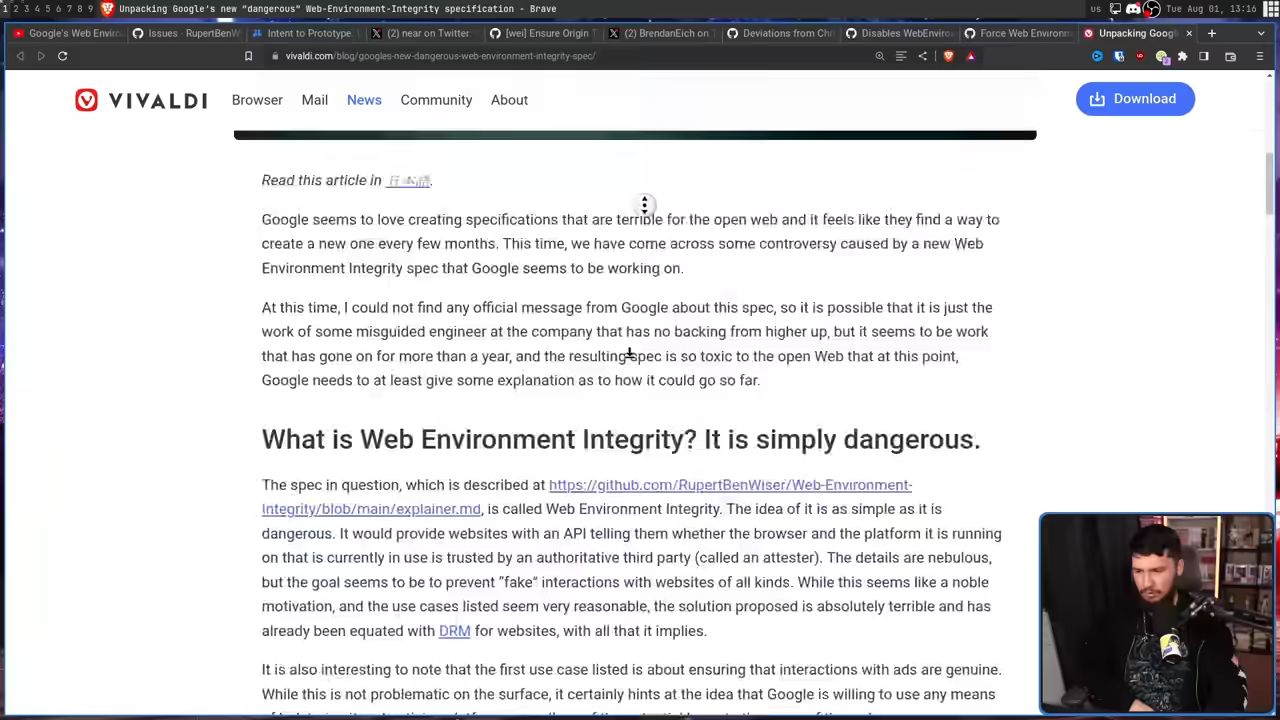 1 2 3 4 5 6 7 8 9 Unpacking Google's new "dangerous" Web-Environment-Integrity specification - Brave
us Tue Aug 01, 13:16
Google's Web Environ
Issues · RupertBenW
Intent to Prototype.
(2) near on Twitter:
[wei] Ensure Origin T
(2) BrendanEich on T
Deviations from Chr
Disables WebEnviro
Force Web Environm
Unpacking Googl
vivaldi.com/blog/googles-new-dangerous-web-environment-integrity-spec/
VIVALDI
Browser Mail News Community About
Download
Read this article in 日本語.
Google seems to love creating specifications that are terrible for the open web and it feels like they find a way to
create a new one every few months. This time, we have come across some controversy caused by a new Web
Environment Integrity spec that Google seems to be working on.
At this time, I could not find any official message from Google about this spec, so it is possible that it is just the
work of some misguided engineer at the company that has no backing from higher up, but it seems to be work
that has gone on for more than a year, and the resulting spec is so toxic to the open Web that at this point,
Google needs to at least give some explanation as to how it could go so far.
What is Web Environment Integrity? It is simply dangerous.
The spec in question, which is described at https://github.com/RupertBenWiser/Web-Environment-
Integrity/blob/main/explainer.md, is called Web Environment Integrity. The idea of it is as simple as it is
dangerous. It would provide websites with an API telling them whether the browser and the platform it is running
on that is currently in use is trusted by an authoritative third party (called an attester). The details are nebulous,
but the goal seems to be to prevent "fake" interactions with websites of all kinds. While this seems like a noble
motivation, and the use cases listed seem very reasonable, the solution proposed is absolutely terrible and has
already been equated with DRM for websites, with all that it implies.
It is also interesting to note that the first use case listed is about ensuring that interactions with ads are genuine.
While this is not problematic on the surface, it certainly hints at the idea that Google is willing to use any means